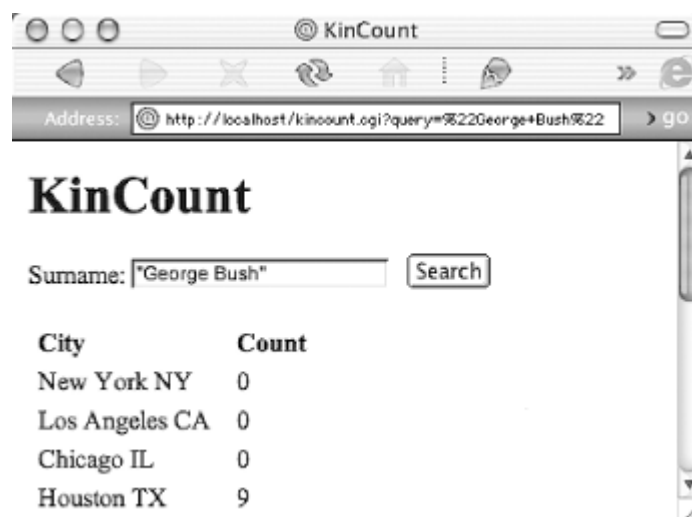 KinCount
Address: http://localhost/kincount.cgi?query=%22George+Bush%22 go
KinCount
Surname: "George Bush" Search
City Count
New York NY 0
Los Angeles CA 0
Chicago IL 0
Houston TX 9